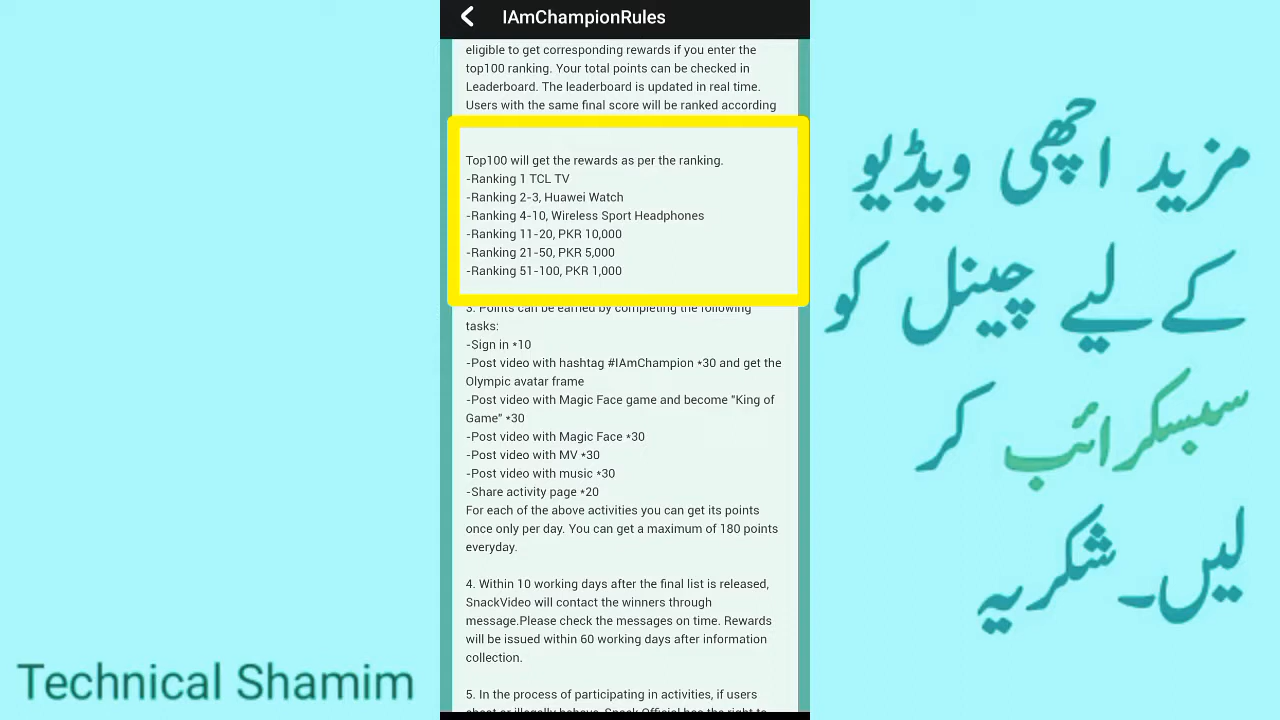 IAmChampionRules
eligible to get corresponding rewards if you enter the
top100 ranking. Your total points can be checked in
Leaderboard. The leaderboard is updated in real time.
Users with the same final score will be ranked according
Top100 will get the rewards as per the ranking.
-Ranking 1 TCL TV
-Ranking 2-3, Huawei Watch
-Ranking 4-10, Wireless Sport Headphones
-Ranking 11-20, PKR 10,000
-Ranking 21-50, PKR 5,000
-Ranking 51-100, PKR 1,000
3. Points can be earned by completing the following
tasks:
-Sign in *10
-Post video with hashtag #IAmChampion *30 and get the
Olympic avatar frame
-Post video with Magic Face game and become "King of
Game" *30
-Post video with Magic Face *30
-Post video with MV *30
-Post video with music *30
-Share activity page *20
For each of the above activities you can get its points
once only per day. You can get a maximum of 180 points
everyday.
4. Within 10 working days after the final list is released,
SnackVideo will contact the winners through
message.Please check the messages on time. Rewards
will be issued within 60 working days after information
collection.
5. In the process of participating in activities, if users
cheat or illegally behave, Snack Official has the right to
مزید اچھی ویڈیو
کےلیے چینل کو
سبسکرائب کر
لیں۔شکریہ
Technical Shamim